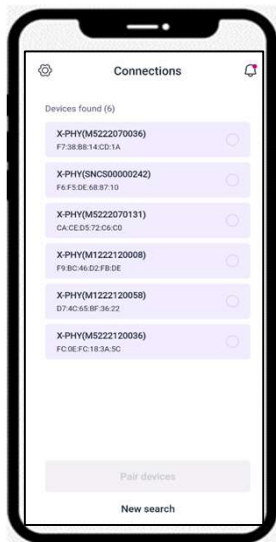 Connections
Devices found (6)
X-PHY(M5222070036)
F7:38:B8:14:CD:1A
X-PHY(SNCS00000242)
F6:F5:DE:68:87:10
X-PHY(M5222070131)
CA:CE:D5:72:C6:C0
X-PHY(M1222120008)
F9:BC:46:D2:FB:DE
X-PHY(M1222120058)
D7:4C:65:BF:36:22
X-PHY(M5222120036)
FC:0E:FC:18:3A:5C
Pair devices
New search